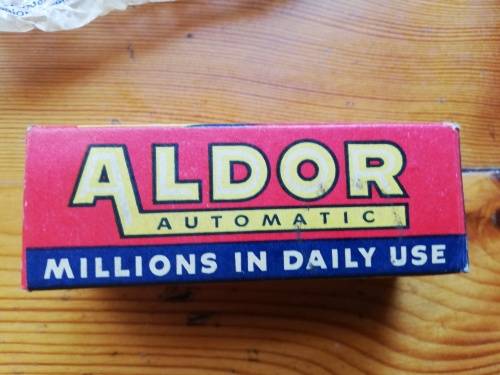 ALDOR
AUTOMATIC
MILLIONS IN DAILY USE